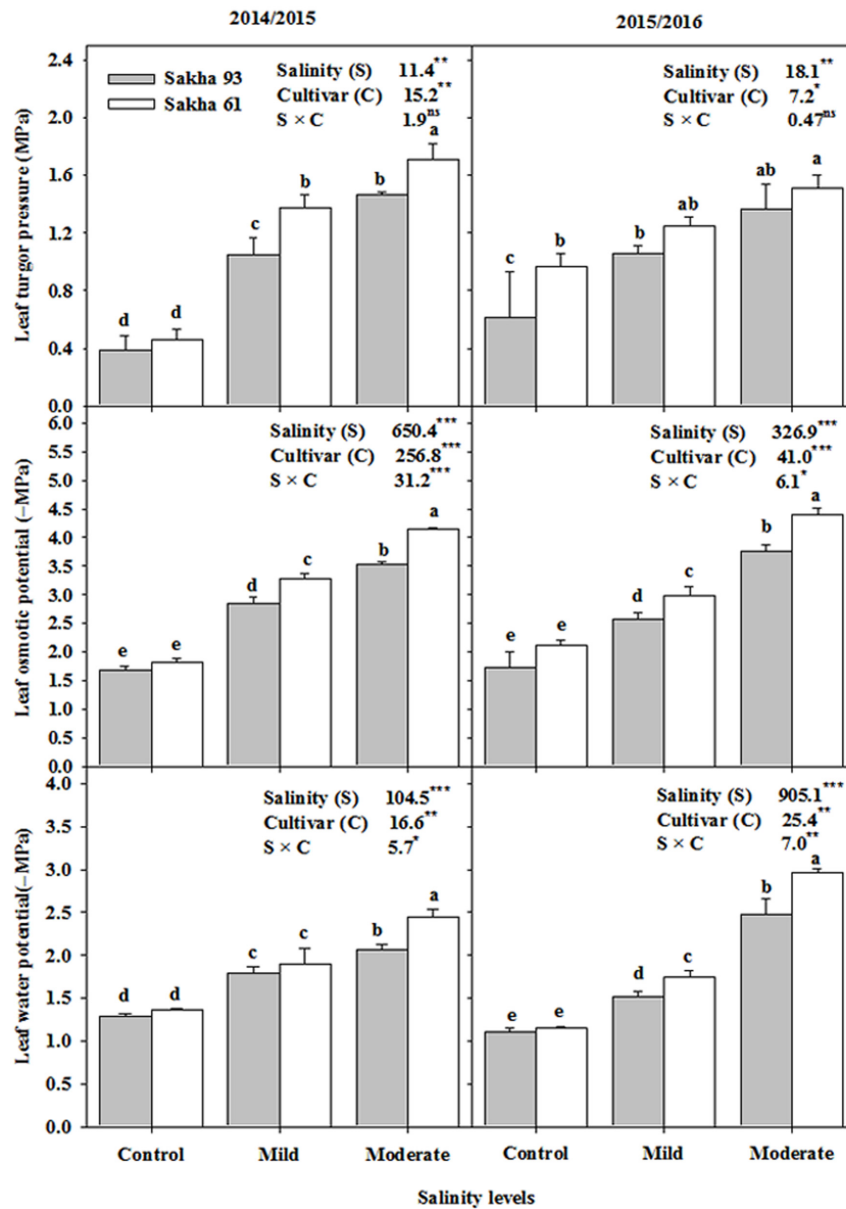 2014/2015 2015/2016
Leaf turgor pressure (MPa)
2.4
2.0
1.6
1.2
0.8
0.4
0.0
Sakha 93
Sakha 61
Salinity (S) 11.4**
Cultivar (C) 15.2**
S × C 1.9ns
d d c b b a
Salinity (S) 18.1**
Cultivar (C) 7.2*
S × C 0.47ns
c b b ab ab a
Leaf osmotic potential (−MPa)
6.0
5.5
5.0
4.5
4.0
3.5
3.0
2.5
2.0
1.5
1.0
0.5
0.0
Salinity (S) 650.4***
Cultivar (C) 256.8***
S × C 31.2***
e e d c b a
Salinity (S) 326.9***
Cultivar (C) 41.0***
S × C 6.1*
e e d c b a
Leaf water potential(−MPa)
4.0
3.5
3.0
2.5
2.0
1.5
1.0
0.5
0.0
Salinity (S) 104.5***
Cultivar (C) 16.6**
S × C 5.7*
d d c c b a
Salinity (S) 905.1***
Cultivar (C) 25.4**
S × C 7.0**
e e d c b a
Control Mild Moderate Control Mild Moderate
Salinity levels